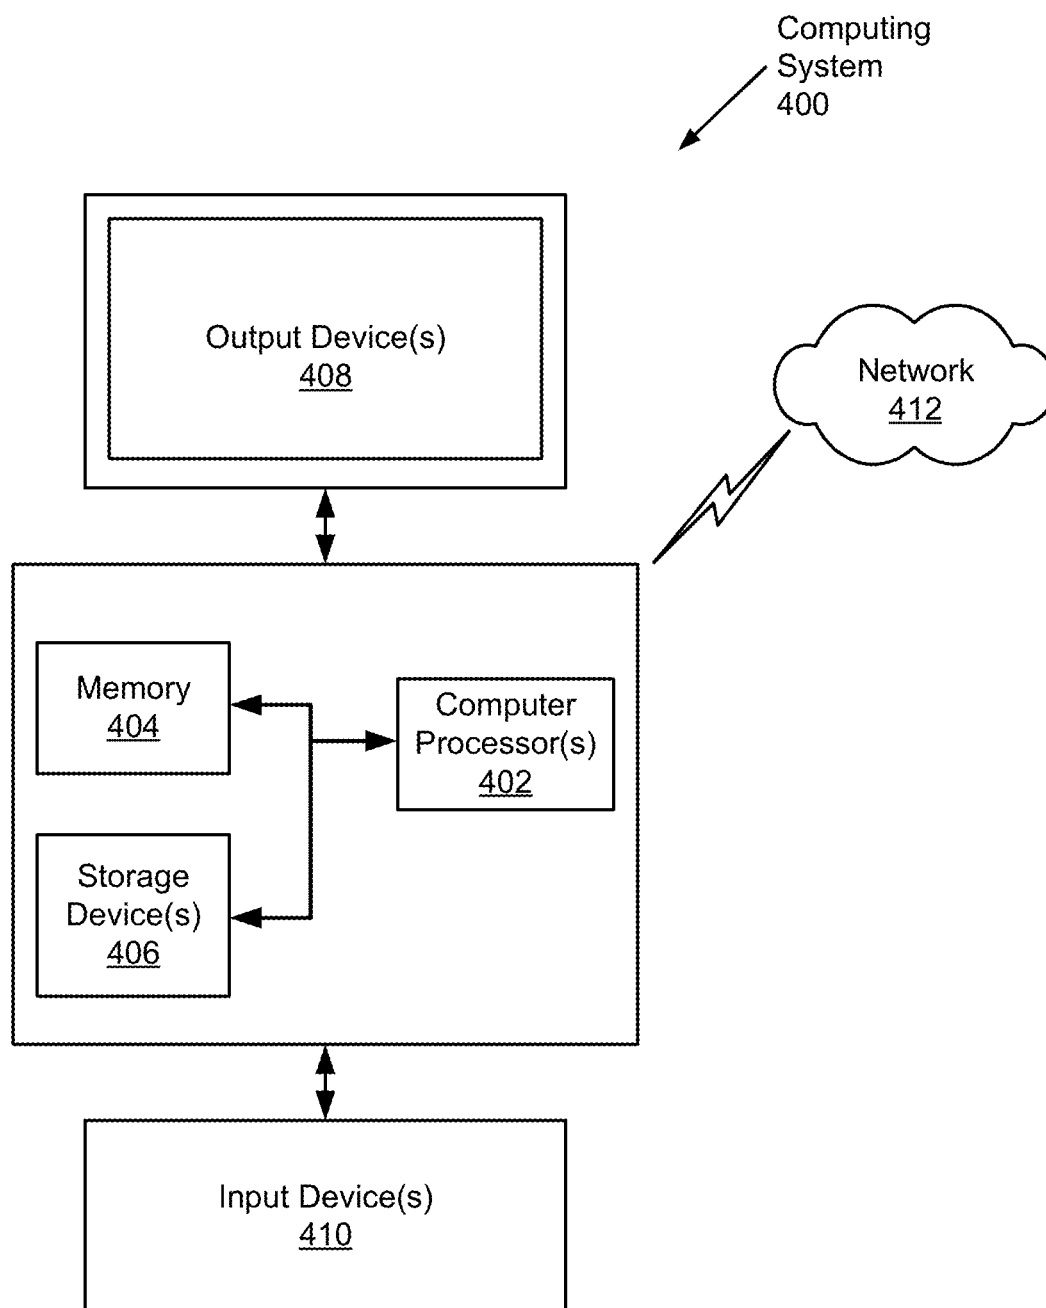 Computing
System
400
Output Device(s)
408
Network
412
Memory
404
Computer
Processor(s)
402
Storage
Device(s)
406
Input Device(s)
410